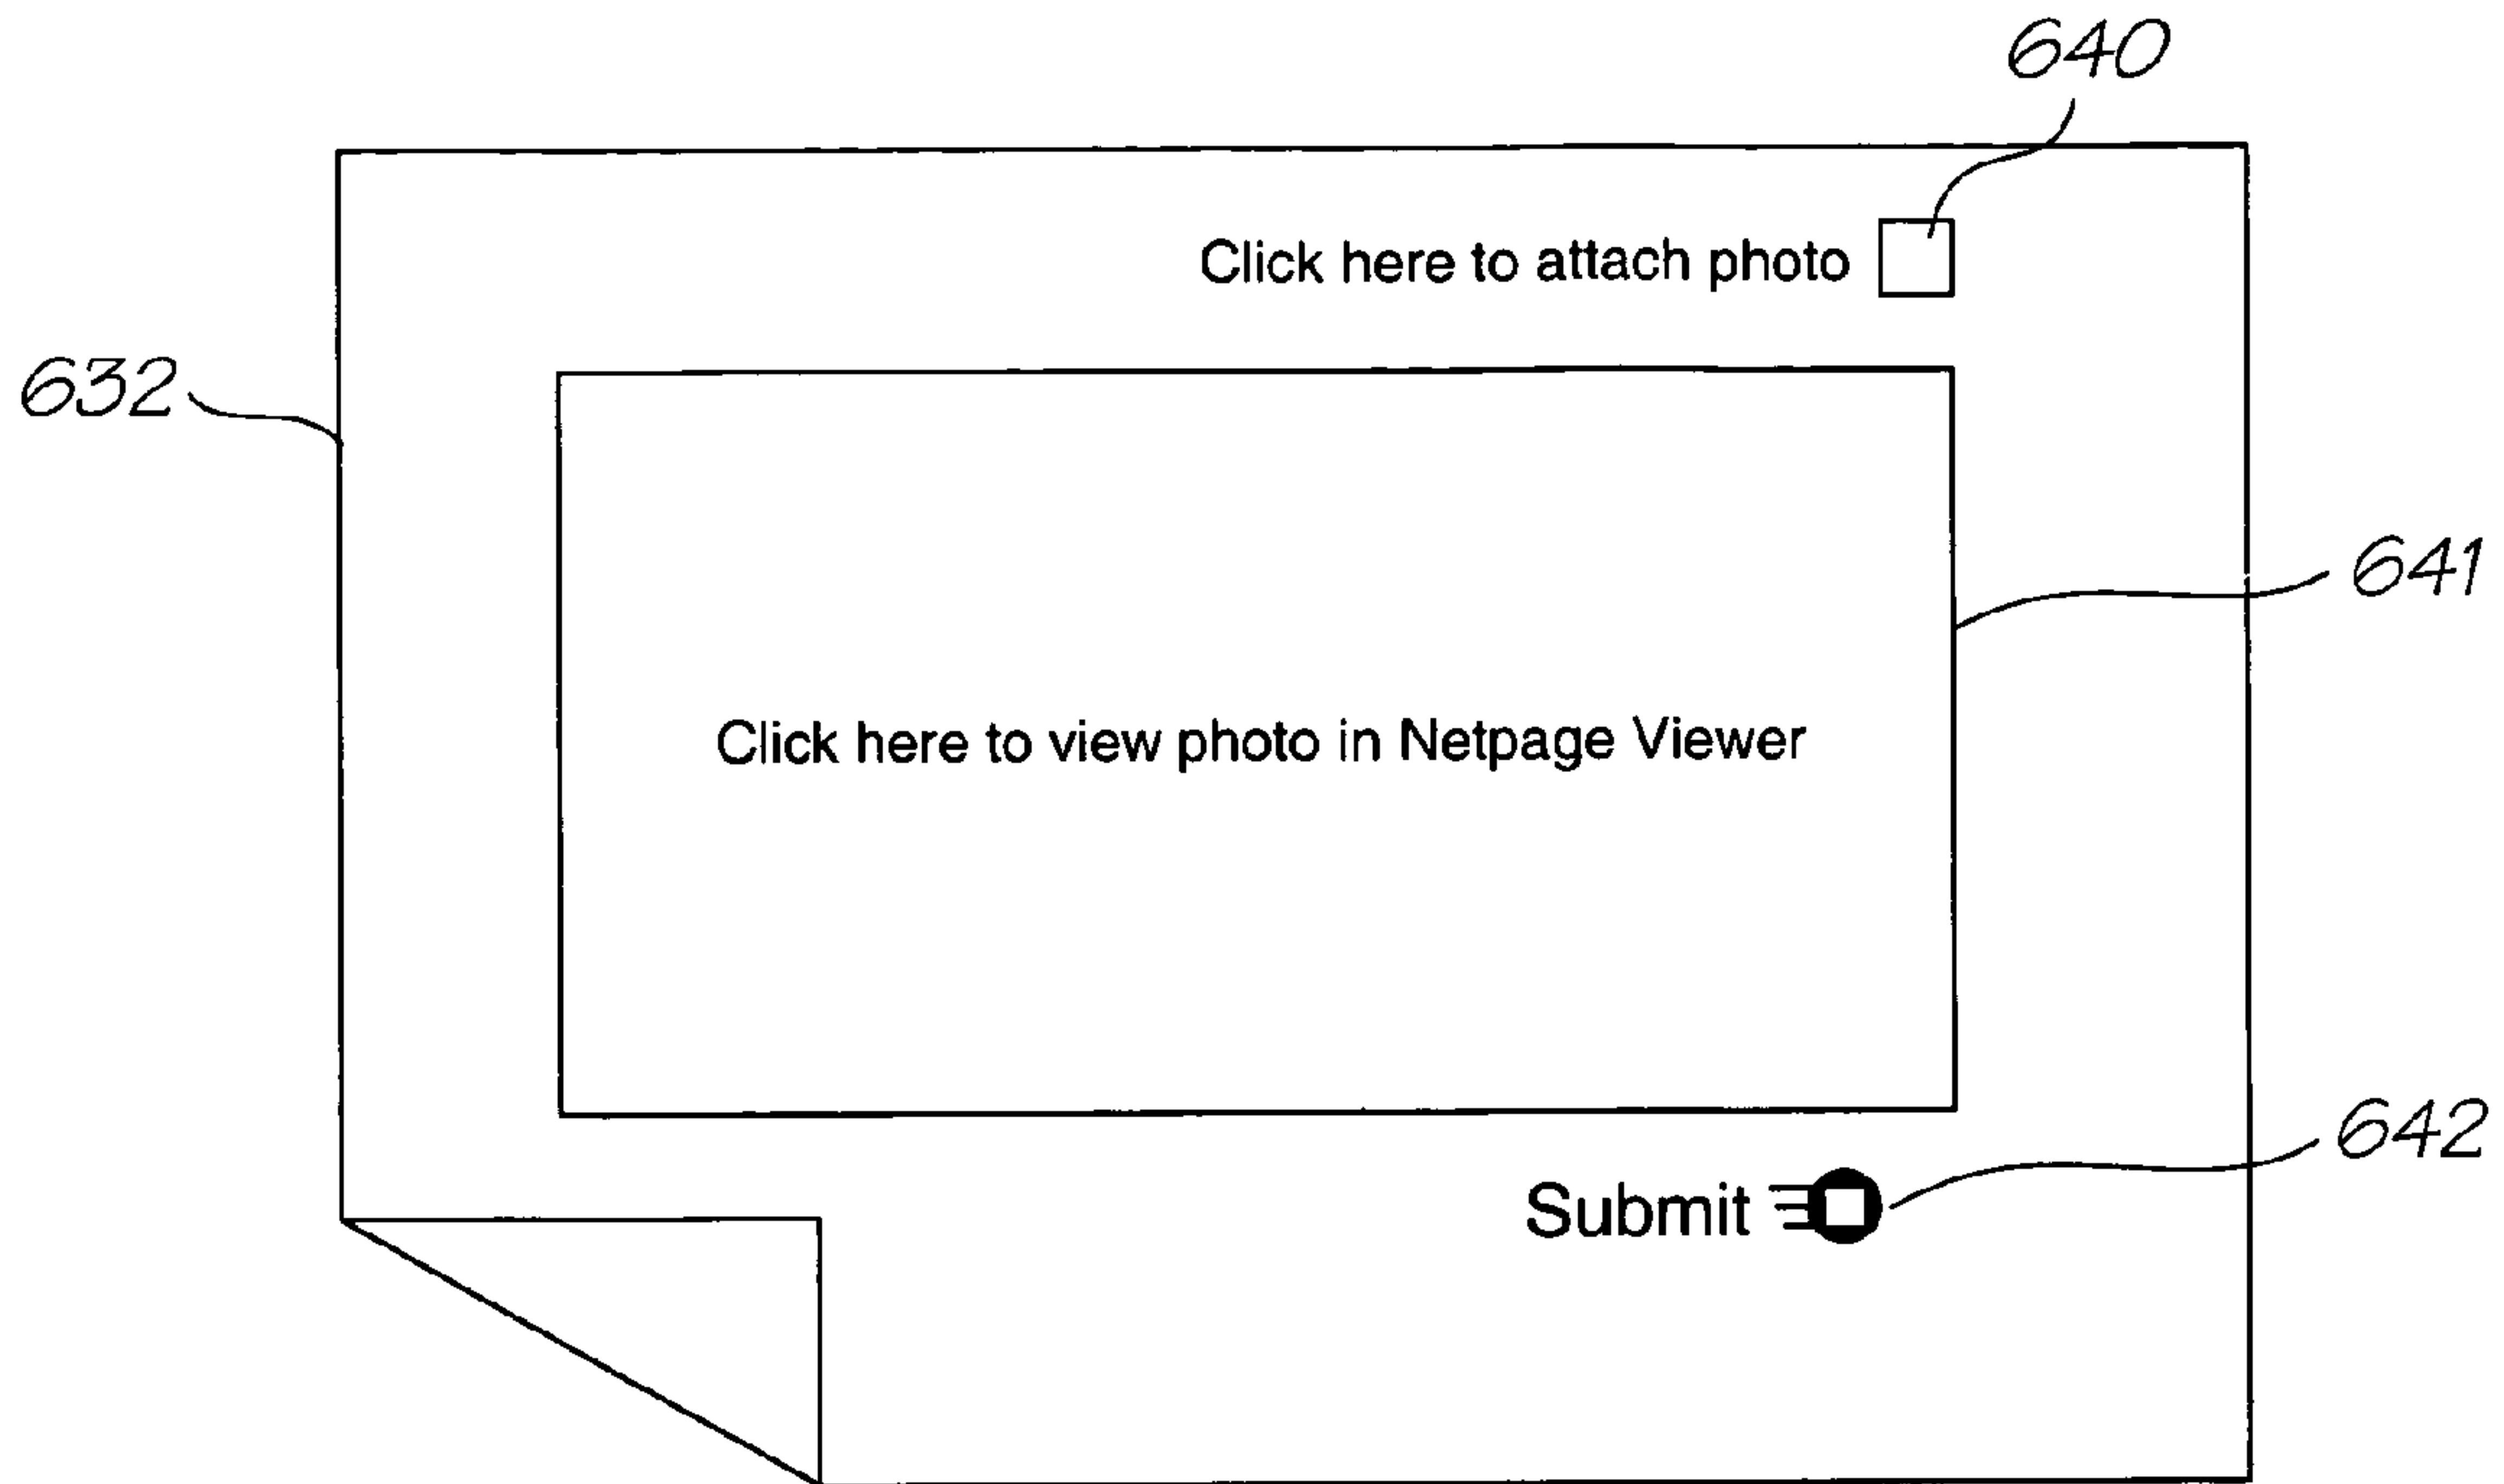 640
Click here to attach photo
632
641
Click here to view photo in Netpage Viewer
642
Submit